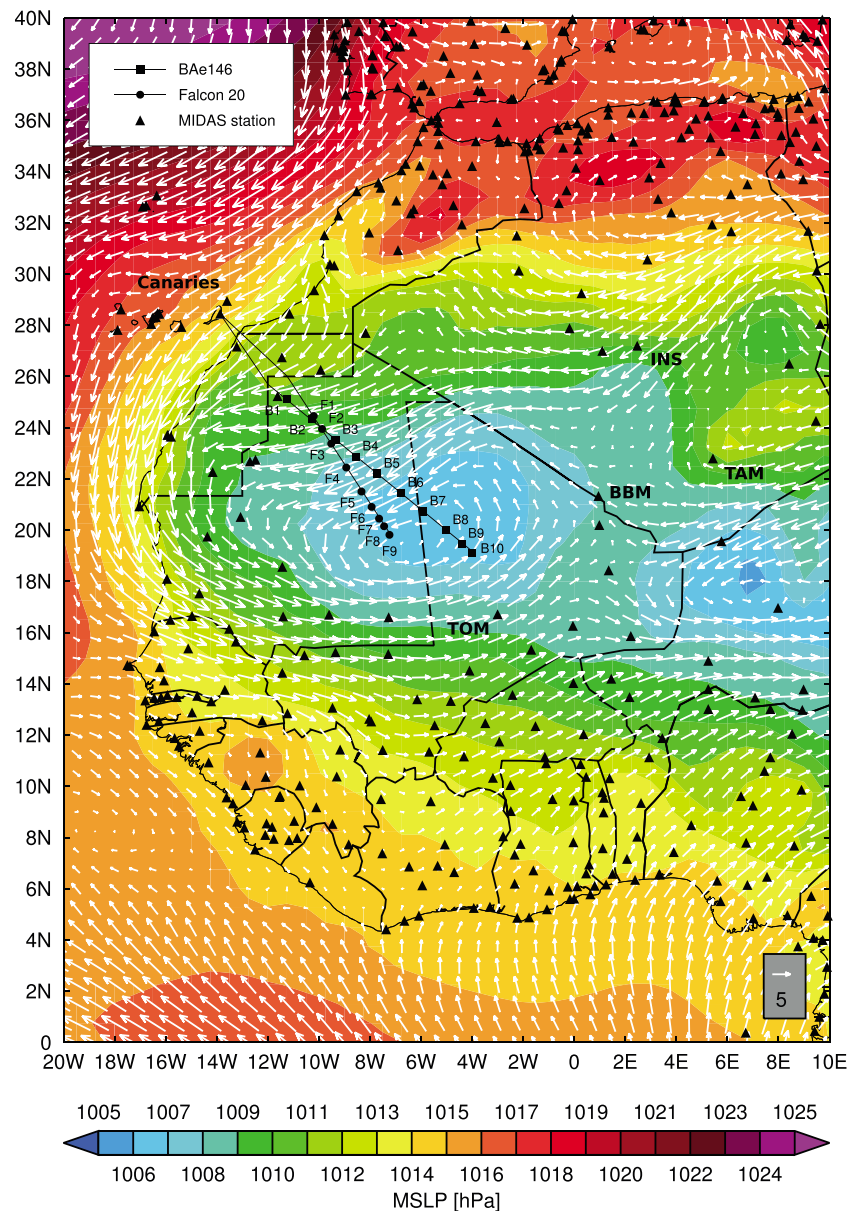 40N
38N
36N
34N
32N
30N
28N
26N
24N
22N
20N
18N
16N
14N
12N
10N
8N
6N
4N
2N
0
BAe146
Falcon 20
MIDAS station
Canaries
INS
TAM
BBM
TOM
B1
B2
B3
B4
B5
B6
B7
B8
B9
B10
F1
F2
F3
F4
F5
F6
F7
F8
F9
5
20W 18W 16W 14W 12W 10W 8W 6W 4W 2W 0 2E 4E 6E 8E 10E
1005 1007 1009 1011 1013 1015 1017 1019 1021 1023 1025
1006 1008 1010 1012 1014 1016 1018 1020 1022 1024
MSLP [hPa]